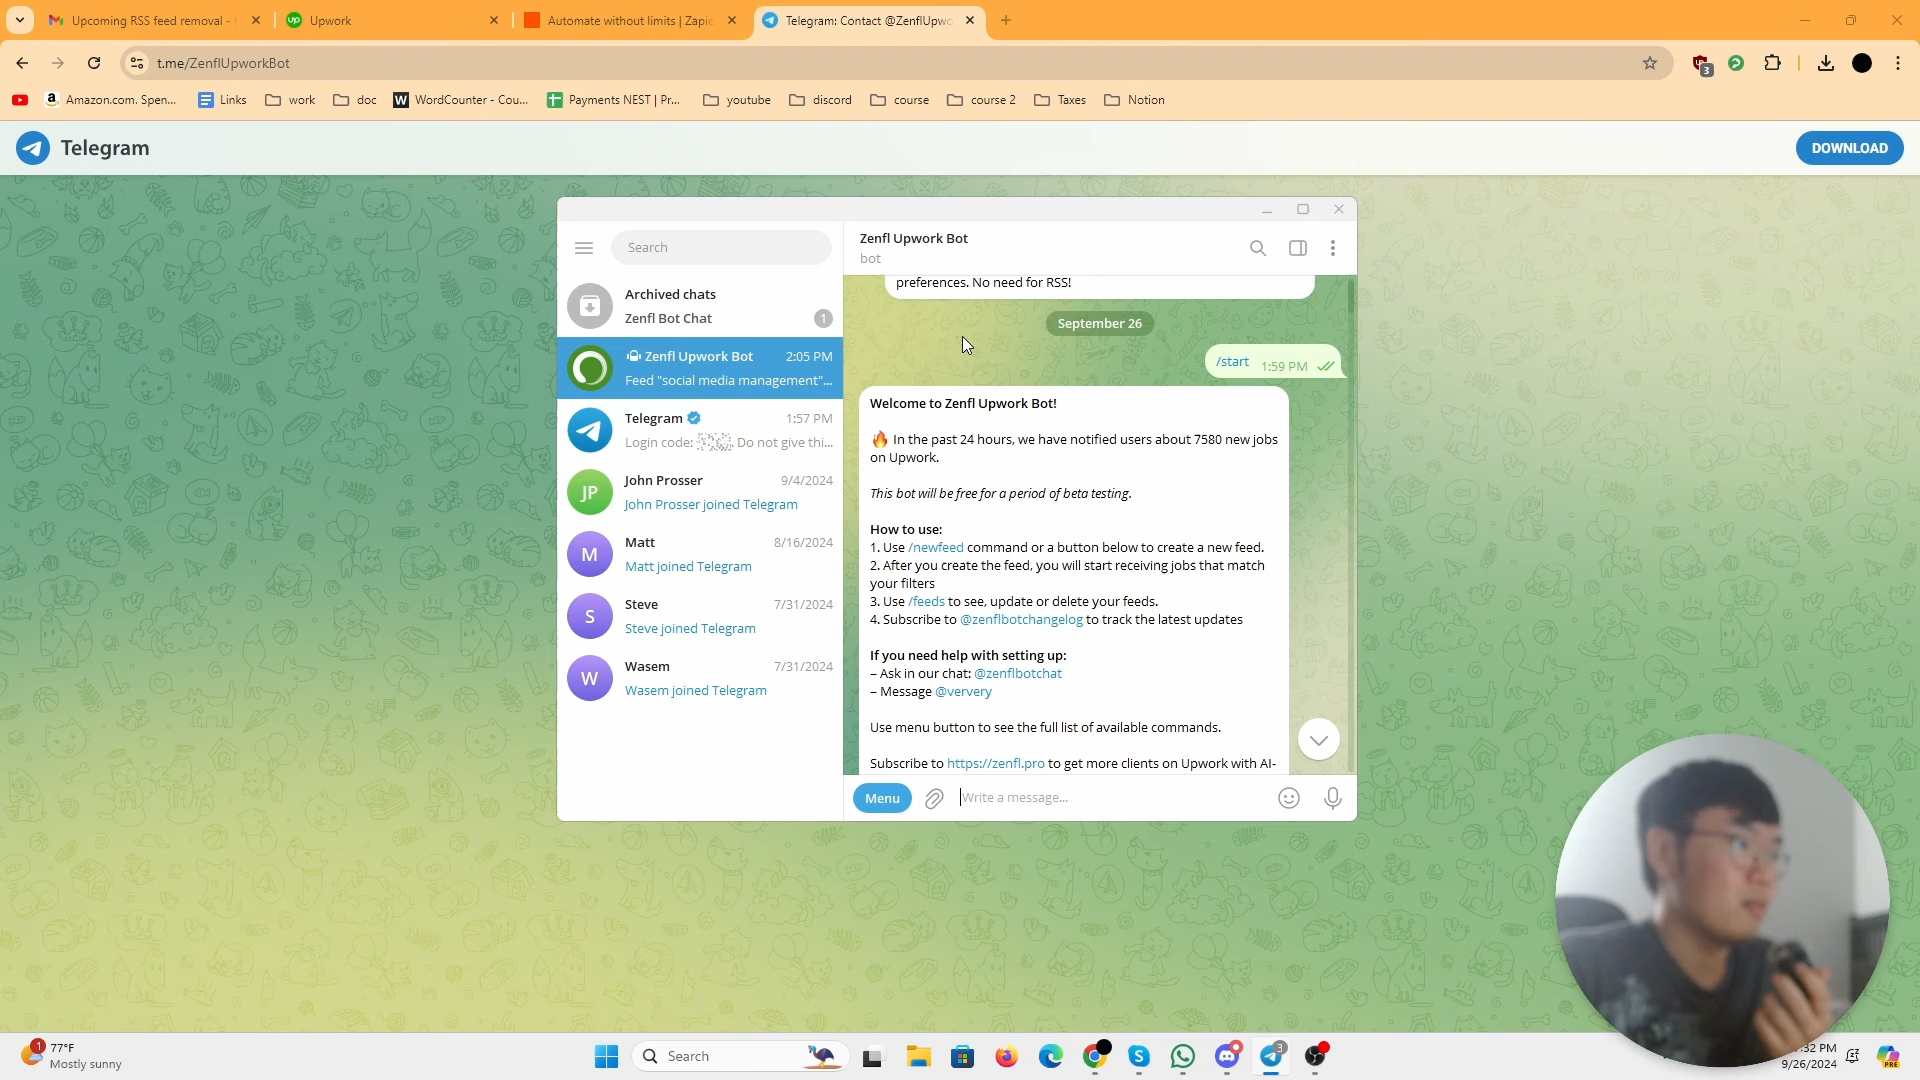 Upcoming RSS feed removal - t
Upwork
Automate without limits | Zapie
Telegram: Contact @ZenflUpwo
t.me/ZenflUpworkBot
3
Amazon.com. Spen...
Links
work
doc
WordCounter - Cou...
Payments NEST | Pr...
youtube
discord
course
course 2
Taxes
Notion
Telegram
DOWNLOAD
Search
Archived chats
Zenfl Bot Chat
1
Zenfl Upwork Bot 2:05 PM
Feed "social media management"...
Telegram 1:57 PM
Login code: . Do not give thi...
JP
John Prosser 9/4/2024
John Prosser joined Telegram
M
Matt 8/16/2024
Matt joined Telegram
S
Steve 7/31/2024
Steve joined Telegram
W
Wasem 7/31/2024
Wasem joined Telegram
Zenfl Upwork Bot
bot
preferences. No need for RSS!
September 26
/start 1:59 PM
Welcome to Zenfl Upwork Bot!
🔥 In the past 24 hours, we have notified users about 7580 new jobs
on Upwork.
This bot will be free for a period of beta testing.
How to use:
1. Use /newfeed command or a button below to create a new feed.
2. After you create the feed, you will start receiving jobs that match
your filters
3. Use /feeds to see, update or delete your feeds.
4. Subscribe to @zenflbotchangelog to track the latest updates
If you need help with setting up:
– Ask in our chat: @zenflbotchat
– Message @ververy
Use menu button to see the full list of available commands.
Subscribe to https://zenfl.pro to get more clients on Upwork with AI-
Menu
Write a message...
1
77°F
Mostly sunny
Search
3
:32 PM
9/26/2024
PRE